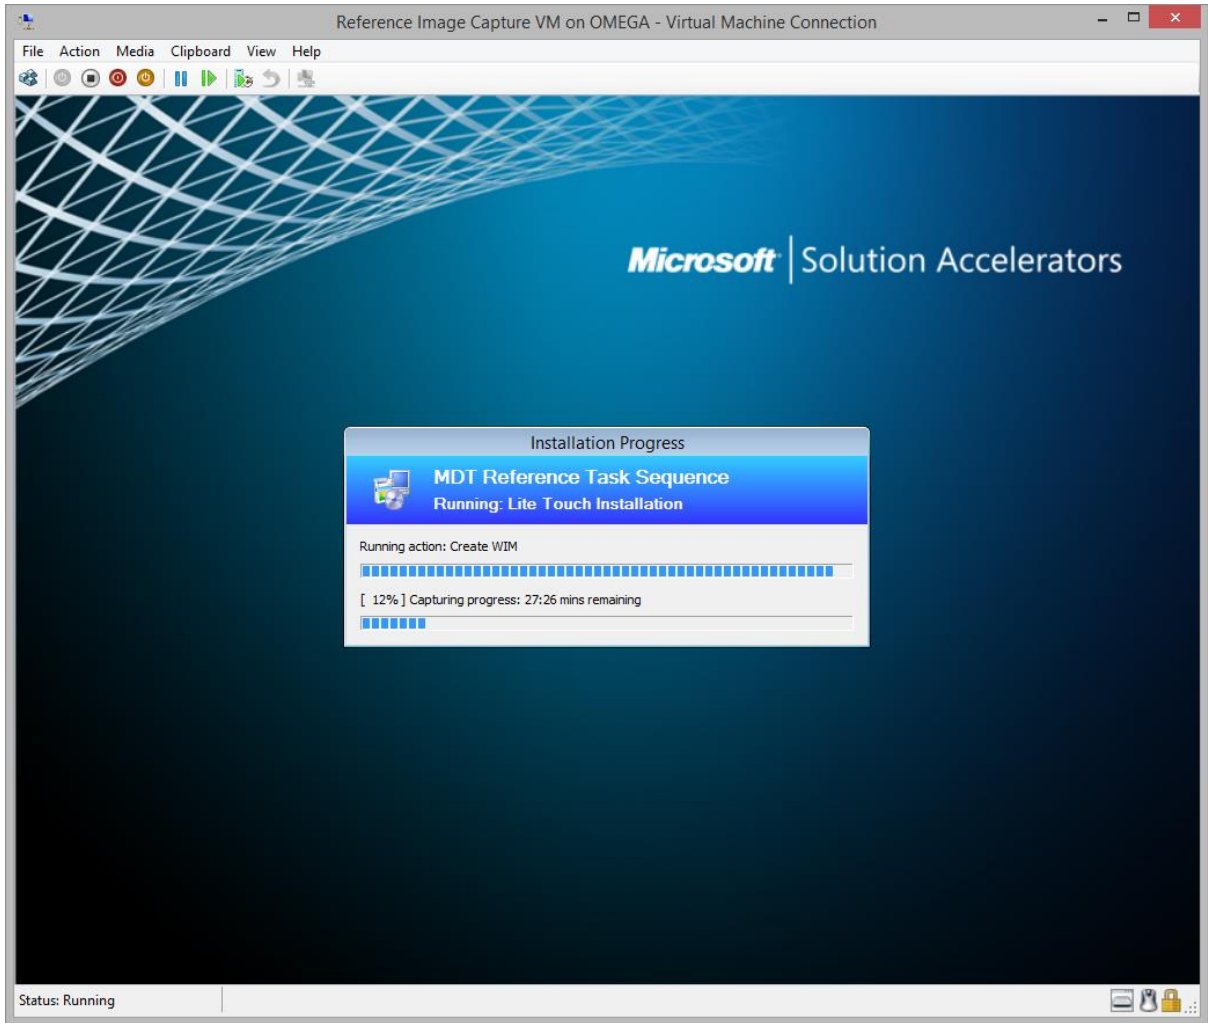 Reference Image Capture VM on OMEGA - Virtual Machine Connection
File Action Media Clipboard View Help
Microsoft | Solution Accelerators
Installation Progress
MDT Reference Task Sequence
Running: Lite Touch Installation
Running action: Create WIM
[ 12% ] Capturing progress: 27:26 mins remaining
Status: Running